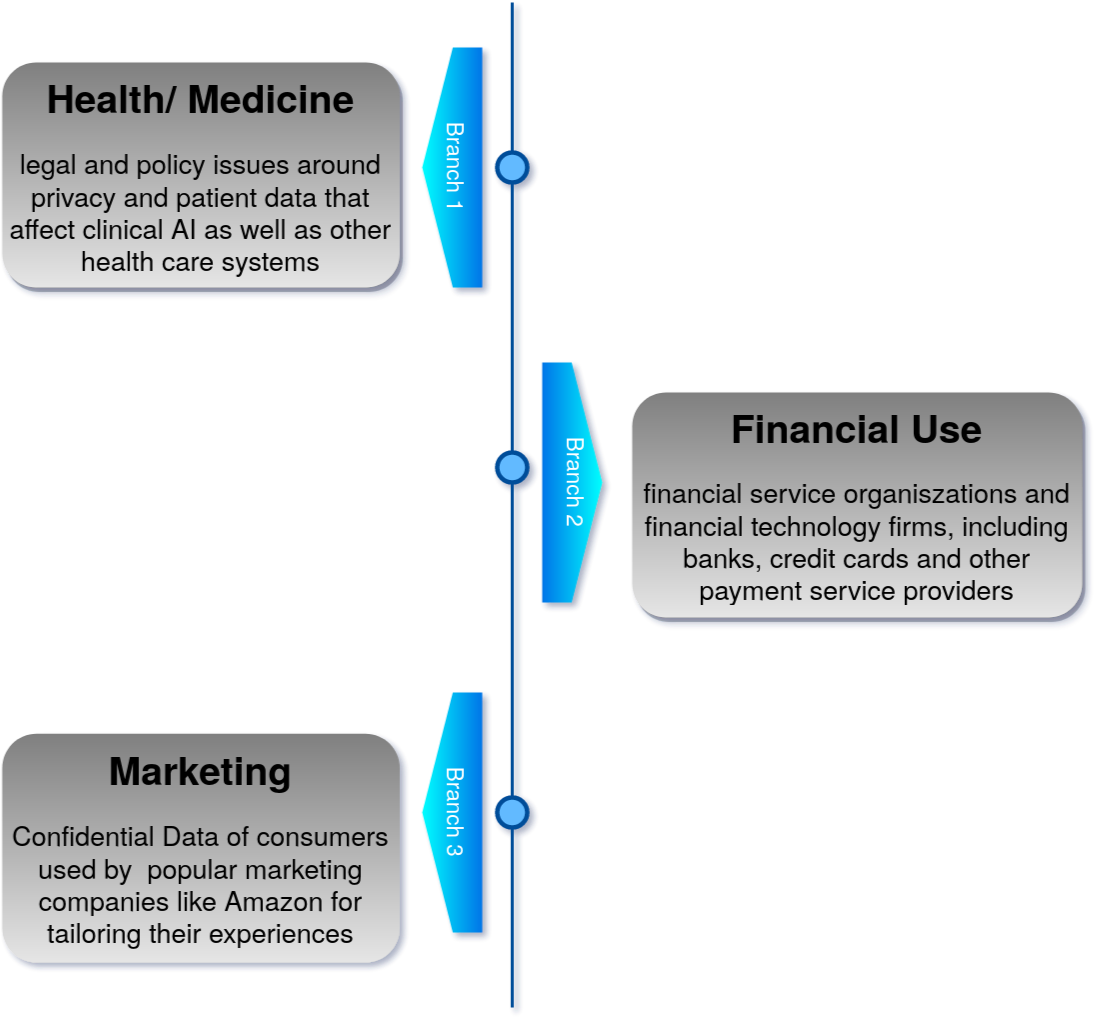 Health/ Medicine
legal and policy issues around
privacy and patient data that
affect clinical AI as well as other
health care systems
Branch 1
Branch 2
Financial Use
financial service organiszations and
financial technology firms, including
banks, credit cards and other
payment service providers
Branch 3
Marketing
Confidential Data of consumers
used by  popular marketing
companies like Amazon for
tailoring their experiences